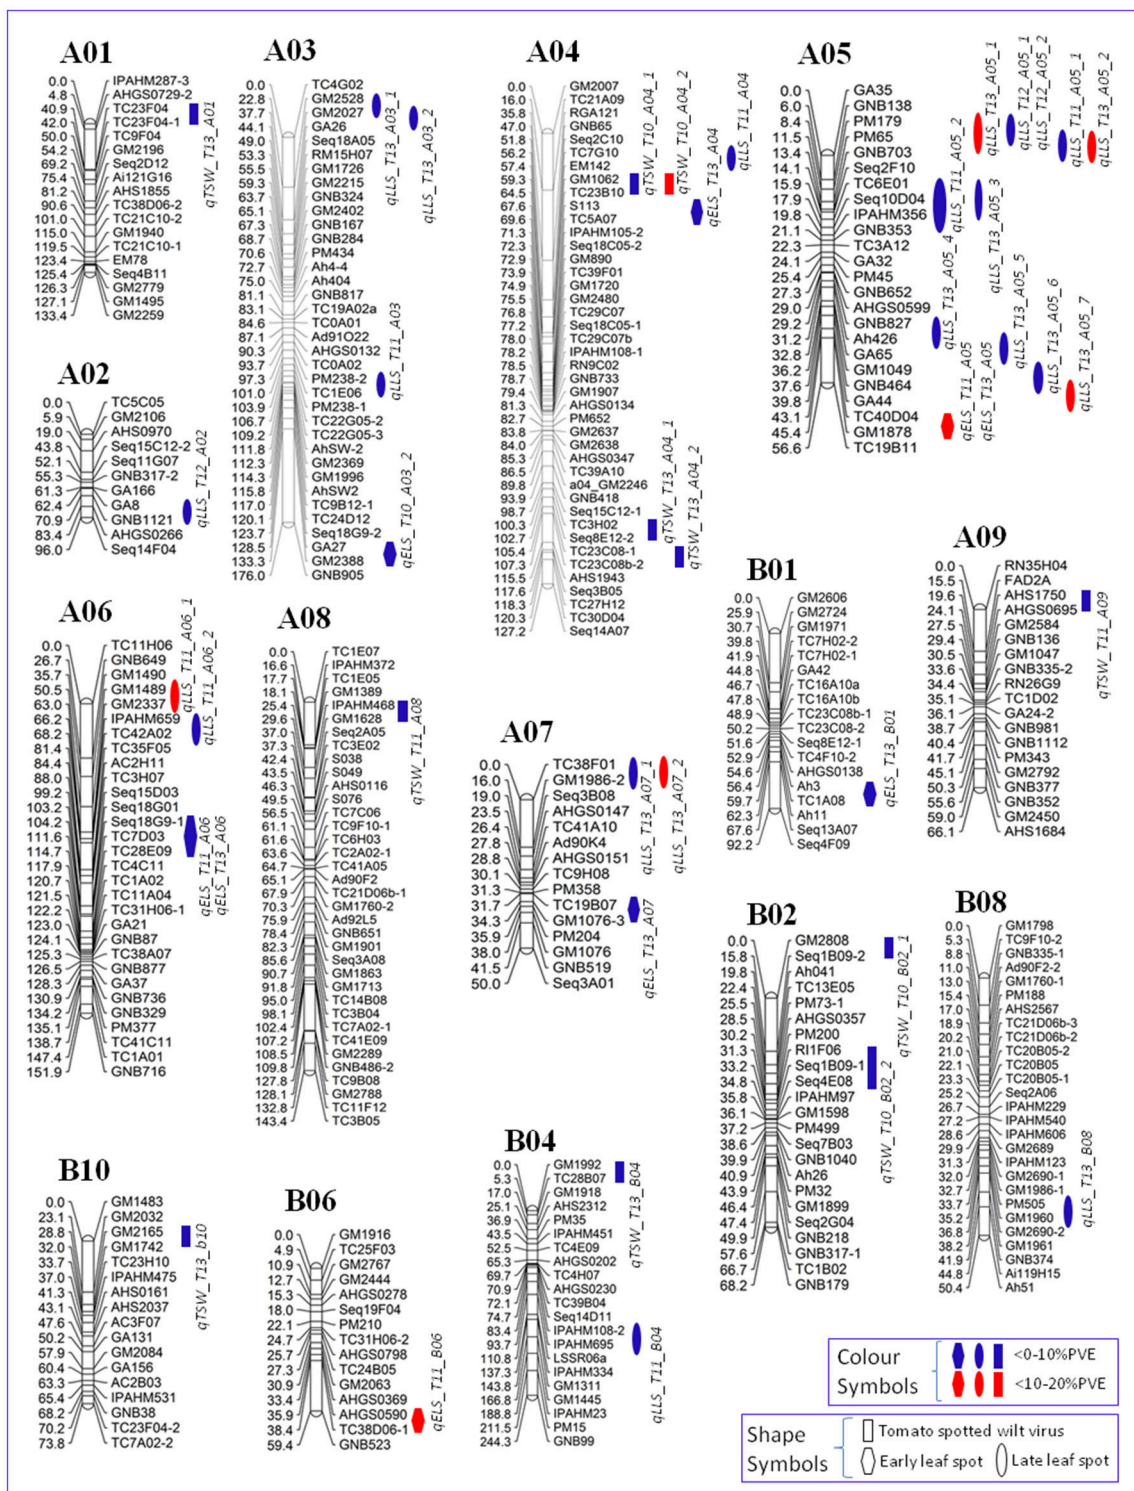 A01
0.0 IPAHM287-3
4.8 AHGS0729-2
40.9 TC23F04
42.0 TC23F04-1
50.0 TC9F04
54.2 GM2196
69.2 Seq2D12
75.4 Ai121G16
81.2 AHS1855
90.6 TC38D06-2
101.0 TC21C10-2
115.0 GM1940
119.5 TC21C10-1
123.4 EM78
125.4 Seq4B11
126.3 GM2779
127.1 GM1495
133.4 GM2259
qTSW_T13_A01
A02
0.0 TC5C05
5.9 GM2106
19.0 AHS0970
43.8 Seq15C12-2
52.1 Seq11G07
55.3 GNB317-2
61.3 GA166
62.4 GA8
70.9 GNB1121
83.4 AHGS0266
96.0 Seq14F04
qLLS_T12_A02
A03
0.0 TC4G02
22.8 GM2528
37.7 GM2027
44.1 GA26
49.0 Seq18A05
53.3 RM15H07
55.5 GM1726
59.3 GM2215
63.7 GNB324
65.1 GM2402
67.3 GNB167
68.7 GNB284
70.6 PM434
72.7 Ah4-4
75.0 Ah404
81.1 GNB817
83.1 TC19A02a
84.6 TC0A01
87.1 Ad91O22
90.3 AHGS0132
93.7 TC0A02
97.3 PM238-2
101.0 TC1E06
103.9 PM238-1
106.7 TC22G05-2
109.2 TC22G05-3
111.8 AhSW-2
112.3 GM2369
114.3 GM1996
115.8 AhSW2
117.0 TC9B12-1
120.1 TC24D12
123.7 Seq18G9-2
128.5 GA27
133.3 GM2388
176.0 GNB905
qLLS_T13_A03_1
qLLS_T13_A03_2
qLLS_T11_A03
qELS_T10_A03_2
A04
0.0 GM2007
16.0 TC21A09
35.8 RGA121
47.0 GNB65
51.8 Seq2C10
56.2 TC7G10
57.4 EM142
59.3 GM1062
64.5 TC23B10
67.2 S113
69.6 TC5A07
71.3 IPAHM105-2
72.3 Seq18C05-2
72.9 GM890
73.9 TC39F01
74.9 GM1720
75.5 GM2480
76.8 TC29C07
77.2 Seq18C05-1
78.0 TC29C07b
78.2 IPAHM108-1
78.5 RN9C02
78.7 GNB733
79.4 GM1907
81.3 AHGS0134
82.7 PM652
83.8 GM2637
84.0 GM2638
85.3 AHGS0347
86.5 TC39A10
89.8 a04_GM2246
93.9 GNB418
98.7 Seq15C12-1
100.3 TC3H02
102.7 Seq8E12-2
105.4 TC23C08-1
107.3 TC23C08b-2
115.5 AHS1943
117.6 Seq3B05
118.3 TC27H12
120.3 TC30D04
127.2 Seq14A07
qTSW_T10_A04_1
qTSW_T10_A04_2
qELS_T13_A04
qLLS_T11_A04
qTSW_T13_A04_1
qTSW_T13_A04_2
A05
0.0 GA35
6.0 GNB138
8.4 PM179
11.5 PM65
13.4 GNB703
14.1 Seq2F10
15.9 TC6E01
17.9 Seq10D04
19.8 IPAHM356
21.1 GNB353
22.3 TC3A12
24.1 GA32
25.4 PM45
27.3 GNB652
29.0 AHGS0599
29.2 GNB827
31.2 Ah426
32.8 GA65
36.2 GM1049
37.6 GNB464
39.8 GA44
43.1 TC40D04
45.4 GM1878
56.6 TC19B11
qLLS_T11_A05_2
qLLS_T13_A05_1
qLLS_T12_A05_1
qLLS_T12_A05_2
qLLS_T11_A05_1
qLLS_T13_A05_2
qLLS_T13_A05_3
qLLS_T13_A05_4
qLLS_T13_A05_5
qLLS_T13_A05_6
qLLS_T13_A05_7
qELS_T11_A05
qELS_T13_A05
A06
0.0 TC11H06
26.7 GNB649
41.0 GM1490
50.5 GM1489
63.0 GM2337
66.2 IPAHM659
68.2 TC42A02
74.9 TC35F05
81.4 AC2H11
88.0 TC3H07
99.2 Seq15D03
103.2 Seq18G01
104.2 Seq18G9-1
111.6 TC7D03
114.7 TC28E09
117.9 TC4C11
120.7 TC1A02
121.5 TC11A04
122.2 TC31H06-1
123.0 GA21
124.1 GNB87
125.3 TC38A07
126.5 GNB877
128.3 GA37
130.9 GNB736
134.2 GNB329
135.1 PM377
138.7 TC41C11
147.4 TC1A01
151.9 GNB716
qLLS_T11_A06_1
qLLS_T11_A06_2
qELS_T11_A06
qELS_T13_A06
A08
0.0 TC1E07
16.6 IPAHM372
17.7 TC1E05
18.1 GM1389
25.4 IPAHM468
29.6 GM1628
37.0 Seq2A05
37.3 TC3E02
42.4 S038
43.5 S049
46.3 AHS0116
49.5 S076
56.5 TC7C06
61.1 TC9F10-1
61.6 TC6H03
63.6 TC2A02-1
64.7 TC41A05
65.1 Ad90F2
67.9 TC21D06b-1
70.3 GM1760-2
75.9 Ad92L5
78.4 GNB651
82.3 GM1901
85.6 Seq3A08
90.7 GM1863
91.8 GM1713
95.0 TC14B08
98.1 TC3B04
102.4 TC7A02-1
107.2 TC41E09
108.5 GM2289
109.8 GNB486-2
127.8 TC9B08
128.1 GM2788
132.8 TC11F12
143.4 TC3B05
qTSW_T11_A08
A07
0.0 TC38F01
16.0 GM1986-2
19.0 Seq3B08
23.5 AHGS0147
26.4 TC41A10
27.8 Ad90K4
28.8 AHGS0151
30.1 TC9H08
31.3 PM358
31.7 TC19B07
34.3 GM1076-3
35.9 PM204
38.0 GM1076
41.5 GNB519
50.0 Seq3A01
qLLS_T13_A07_1
qLLS_T13_A07_2
qELS_T13_A07
B01
0.0 GM2606
25.9 GM2724
30.7 GM1971
39.8 TC7H02-2
41.9 TC7H02-1
44.6 GA42
46.7 TC16A10a
47.8 TC16A10b
48.9 TC23C08b-1
50.2 TC23C08-2
51.6 Seq8E12-1
52.9 TC4F10-2
54.6 AHGS0138
56.4 Ah3
59.7 TC1A08
62.3 Ah11
67.6 Seq13A07
92.2 Seq4F09
qELS_T13_B01
A09
0.0 RN35H04
15.5 FAD2A
19.6 AHS1750
24.1 AHGS0695
27.5 GM2584
29.4 GNB136
30.5 GM1047
33.6 GNB335-2
34.4 RN26G9
35.1 TC1D02
36.1 GA24-2
38.7 GNB981
40.4 GNB1112
41.7 PM343
45.1 GM2792
50.3 GNB377
55.6 GNB352
59.0 GM2450
66.1 AHS1684
qTSW_T11_A09
B02
0.0 GM2808
15.8 Seq1B09-2
19.8 Ah041
22.4 TC13E05
25.5 PM73-1
28.5 AHGS0357
30.2 PM200
31.3 RI1F06
33.2 Seq1B09-1
34.8 Seq4E08
35.8 IPAHM97
36.1 GM1598
37.2 PM499
38.6 Seq7B03
39.9 GNB1040
40.9 Ah26
43.9 PM32
46.4 GM1899
47.4 Seq2G04
49.9 GNB218
57.6 GNB317-1
66.7 TC1B02
68.2 GNB179
qTSW_T10_B02_1
qTSW_T10_B02_2
B08
0.0 GM1798
5.3 TC9F10-2
8.8 GNB335-1
11.0 Ad90F2-2
13.0 GM1760-1
15.4 PM188
17.0 AHS2567
18.9 TC21D06b-3
20.2 TC21D06b-2
21.0 TC20B05-2
22.1 TC20B05
23.3 TC20B05-1
25.2 Seq2A06
26.7 IPAHM229
27.2 IPAHM540
28.6 IPAHM606
29.9 GM2689
31.3 IPAHM123
32.0 GM2690-1
32.7 GM1986-1
33.7 PM505
35.2 GM1960
36.8 GM2690-2
38.2 GM1961
41.9 GNB374
44.8 Ai119H15
50.4 Ah51
qLLS_T13_B08
B10
0.0 GM1483
23.1 GM2032
28.8 GM2165
32.0 GM1742
33.7 TC23H10
37.0 IPAHM475
41.3 AHS0161
43.1 AHS2037
47.6 AC3F07
50.2 GA131
57.9 GM2084
60.4 GA156
63.3 AC2B03
65.4 IPAHM531
68.2 GNB38
70.2 TC23F04-2
73.8 TC7A02-2
qTSW_T13_b10
B06
0.0 GM1916
4.9 TC25F03
10.9 GM2767
12.7 GM2444
15.3 AHGS0278
18.0 Seq19F04
22.1 PM210
24.7 TC31H06-2
25.7 AHGS0798
27.3 TC24B05
30.9 GM2063
33.4 AHGS0369
35.9 AHGS0590
38.4 TC38D06-1
59.4 GNB523
qELS_T11_B06
B04
0.0 GM1992
5.3 TC28B07
17.0 GM1918
25.1 AHS2312
36.9 PM35
43.5 IPAHM451
52.5 TC4E09
65.3 AHGS0202
69.7 TC4H07
70.9 AHGS0230
72.1 TC39B04
74.7 Seq14D11
83.4 IPAHM108-2
93.7 IPAHM695
110.8 LSSR06a
137.3 IPAHM334
143.8 GM1311
166.8 GM1445
188.8 IPAHM23
211.5 PM15
244.3 GNB99
qTSW_T13_B04
qLLS_T11_B04
Colour
Symbols
<0-10%PVE
<10-20%PVE
Shape
Symbols
Tomato spotted wilt virus
Early leaf spot
Late leaf spot